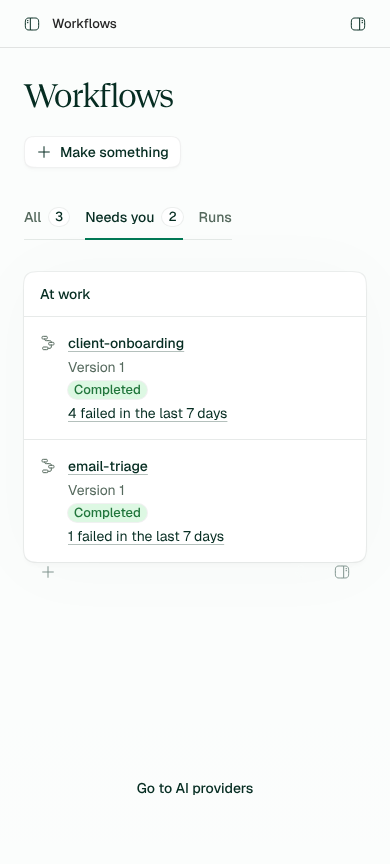 Workflows
Workflows
Make something
All 3 Needs you 2 Runs
At work
client-onboarding
Version 1
Completed
4 failed in the last 7 days
email-triage
Version 1
Completed
1 failed in the last 7 days
Go to AI providers